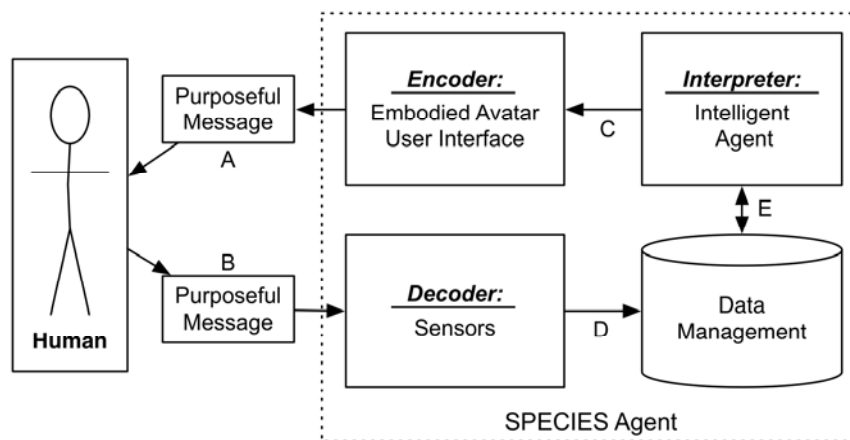 Encoder:
Embodied Avatar
User Interface
Interpreter:
Intelligent
Agent
Purposeful
Message
A
C
E
B
Purposeful
Message
Human
Decoder:
Sensors
D
Data
Management
SPECIES Agent